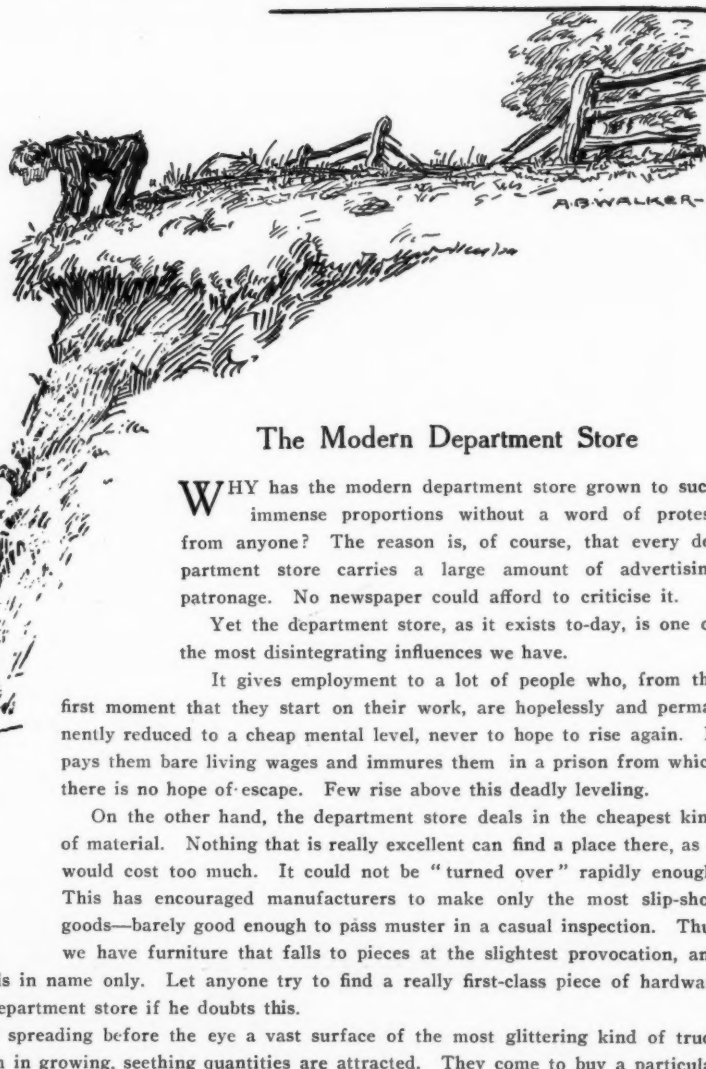 A.B. WALKER-
The Modern Department Store
WHY has the modern department store grown to suc
immense proportions without a word of protes
from anyone? The reason is, of course, that every de
partment store carries a large amount of advertisin
patronage. No newspaper could afford to criticise it.
Yet the department store, as it exists to-day, is one o
the most disintegrating influences we have.
It gives employment to a lot of people who, from th
first moment that they start on their work, are hopelessly and perma
nently reduced to a cheap mental level, never to hope to rise again.
pays them bare living wages and immures them in a prison from whic
there is no hope of escape. Few rise above this deadly leveling.
On the other hand, the department store deals in the cheapest kin
of material. Nothing that is really excellent can find a place there, as
would cost too much. It could not be "turned over" rapidly enoug
This has encouraged manufacturers to make only the most slip-sho
goods—barely good enough to pass muster in a casual inspection. Thu
we have furniture that falls to pieces at the slightest provocation, an
ls in name only. Let anyone try to find a really first-class piece of hardwa
epartment store if he doubts this.
spreading before the eye a vast surface of the most glittering kind of truc
n in growing, seething quantities are attracted. They come to buy a particula